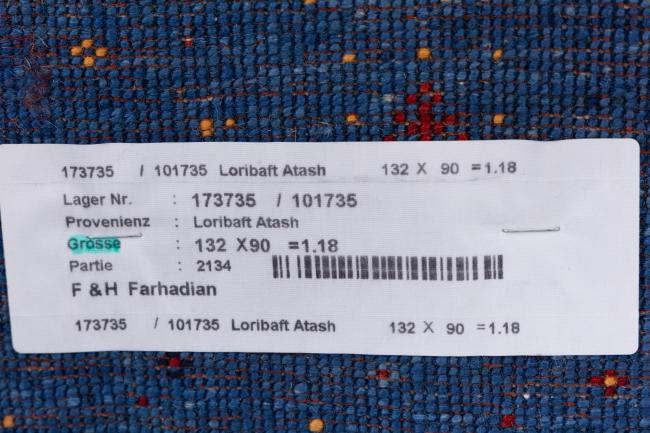 173735 / 101735 Loribaft Atash 132 X 90 =1.18
Lager Nr. : 173735 / 101735
Provenienz : Loribaft Atash
Grösse : 132 X90 =1.18
Partie : 2134
F &H Farhadian
173735 / 101735 Loribaft Atash 132 X 90 =1.18